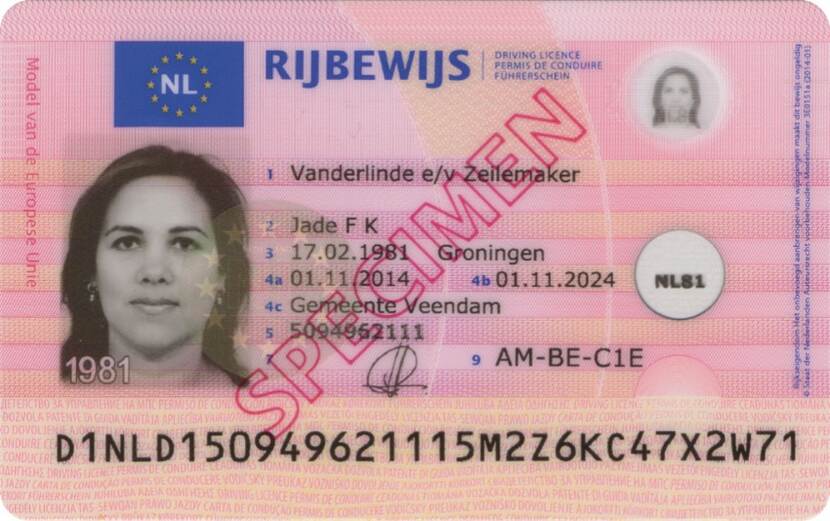 NL
RIJBEWIJS
DRIVING LICENCE
PERMIS DE CONDUIRE
FÜHRERSCHEIN
Model van de Europese Unie
1 Vanderlinde e/v Zeilemaker
2 Jade F K
3 17.02.1981 Groningen
4a 01.11.2014 4b 01.11.2024
4c Gemeente Veendam
5 5094962111
7 9 AM-BE-C1E
SPECIMEN
1981
NL81
Rijkseigendom Het onbevoegd aanbrengen van wijzigingen maakt dit bewijs ongeldig
© Staat der Nederlanden Auteursrecht voorbehouden Modelnummer 3E0151a (2014-01)
D1NLD150949621115M2Z6KC47X2W71